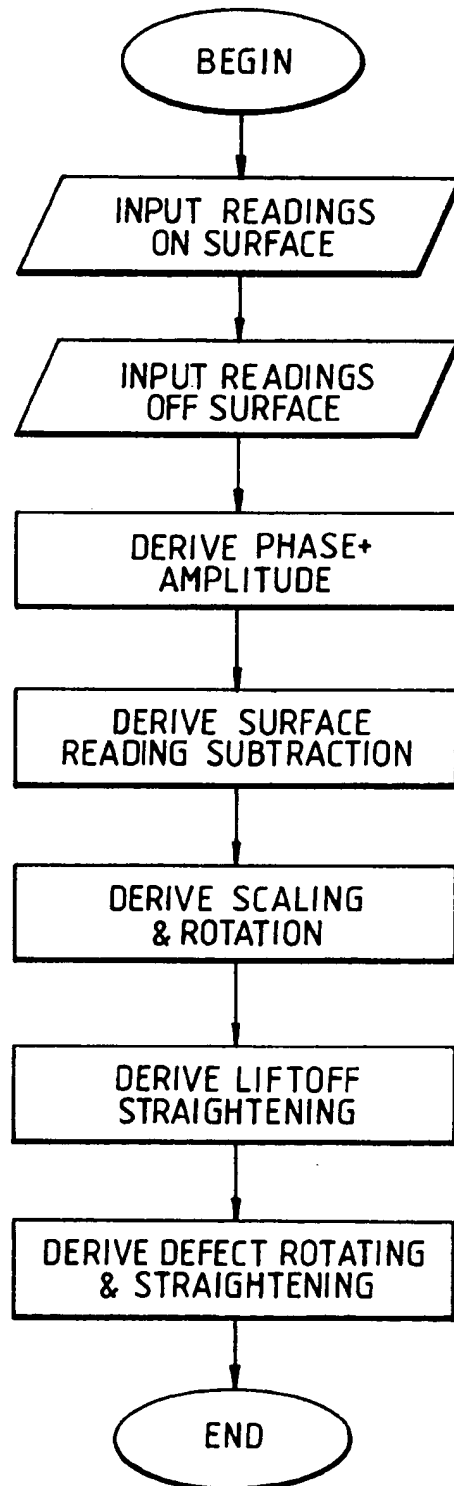 BEGIN
INPUT READINGS
ON SURFACE
INPUT READINGS
OFF SURFACE
DERIVE PHASE+
AMPLITUDE
DERIVE SURFACE
READING SUBTRACTION
DERIVE SCALING
& ROTATION
DERIVE LIFTOFF
STRAIGHTENING
DERIVE DEFECT ROTATING
& STRAIGHTENING
END